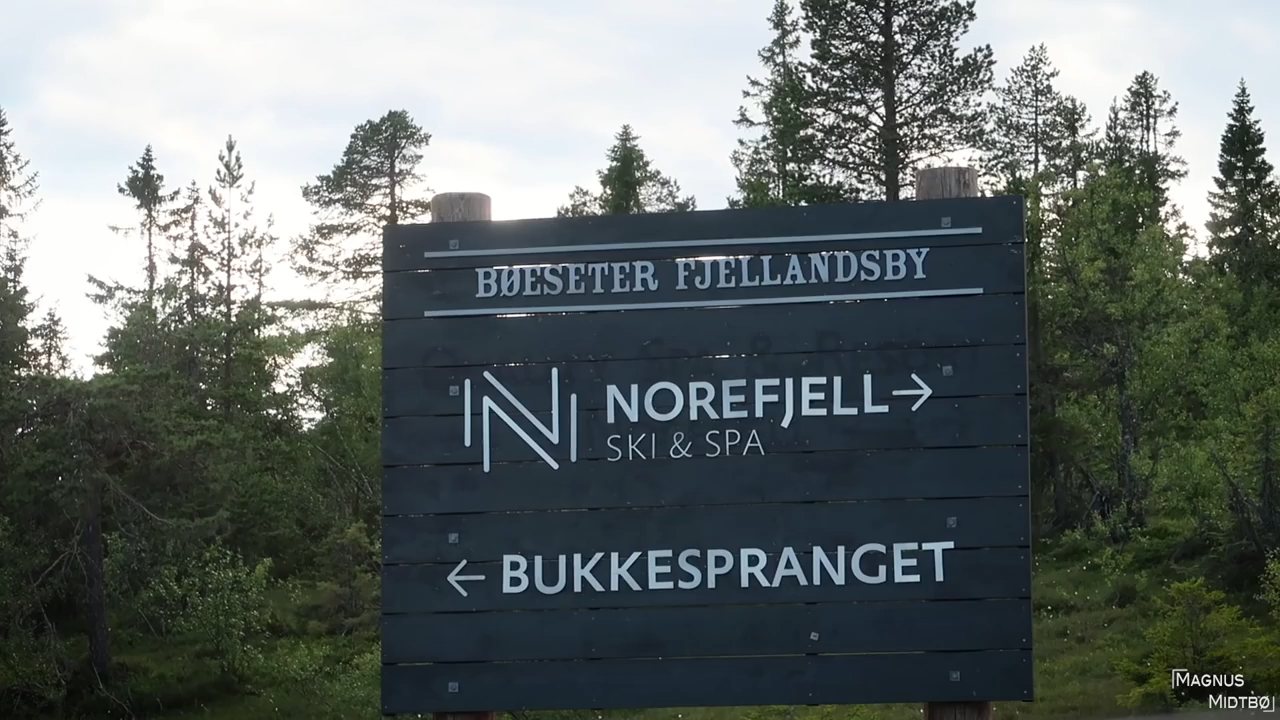 BØESETER FJELLANDSBY
NOREFJELL→
SKI & SPA
← BUKKESPRANGET
MAGNUS
MIDTBØ